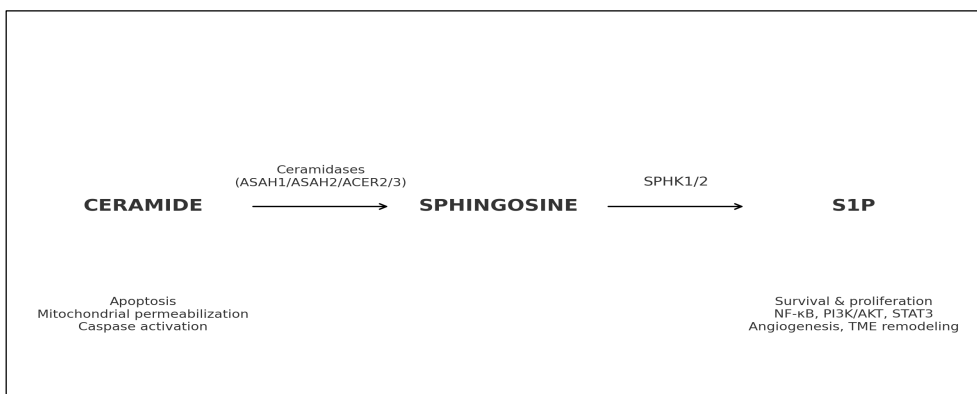 Ceramidases
(ASAH1/ASAH2/ACER2/3)
SPHK1/2
CERAMIDE
SPHINGOSINE
S1P
Apoptosis
Mitochondrial permeabilization
Caspase activation
Survival & proliferation
NF-κB, PI3K/AKT, STAT3
Angiogenesis, TME remodeling